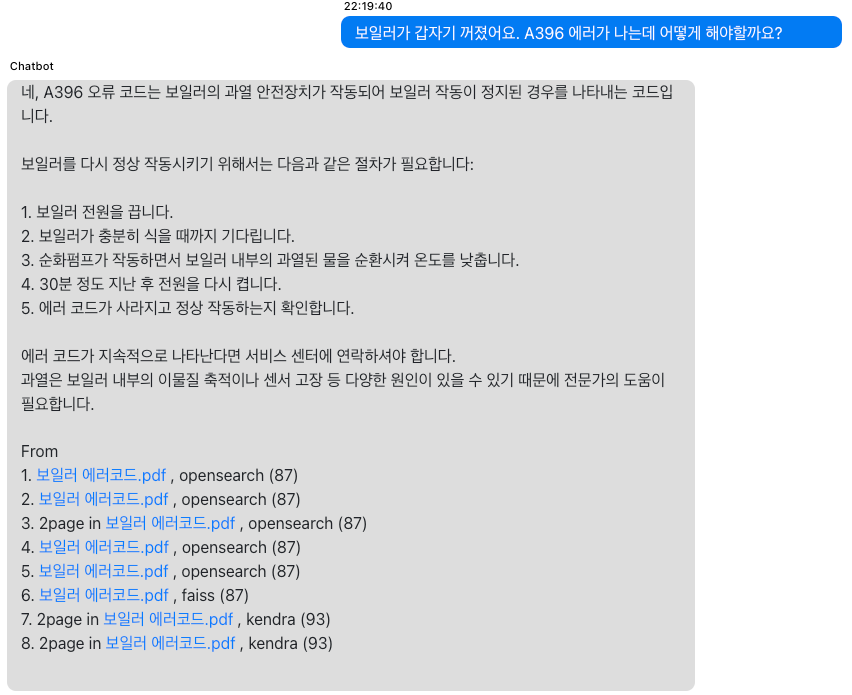 22:19:40
보일러가 갑자기 꺼졌어요. A396 에러가 나는데 어떻게 해야할까요?
Chatbot
네, A396 오류 코드는 보일러의 과열 안전장치가 작동되어 보일러 작동이 정지된 경우를 나타내는 코드입
니다.
보일러를 다시 정상 작동시키기 위해서는 다음과 같은 절차가 필요합니다:
1. 보일러 전원을 끕니다.
2. 보일러가 충분히 식을 때까지 기다립니다.
3. 순화펌프가 작동하면서 보일러 내부의 과열된 물을 순환시켜 온도를 낮춥니다.
4. 30분 정도 지난 후 전원을 다시 켭니다.
5. 에러 코드가 사라지고 정상 작동하는지 확인합니다.
에러 코드가 지속적으로 나타난다면 서비스 센터에 연락하셔야 합니다.
과열은 보일러 내부의 이물질 축적이나 센서 고장 등 다양한 원인이 있을 수 있기 때문에 전문가의 도움이
필요합니다.
From
1. 보일러 에러코드.pdf , opensearch (87)
2. 보일러 에러코드.pdf , opensearch (87)
3. 2page in 보일러 에러코드.pdf , opensearch (87)
4. 보일러 에러코드.pdf , opensearch (87)
5. 보일러 에러코드.pdf , opensearch (87)
6. 보일러 에러코드.pdf , faiss (87)
7. 2page in 보일러 에러코드.pdf , kendra (93)
8. 2page in 보일러 에러코드.pdf , kendra (93)